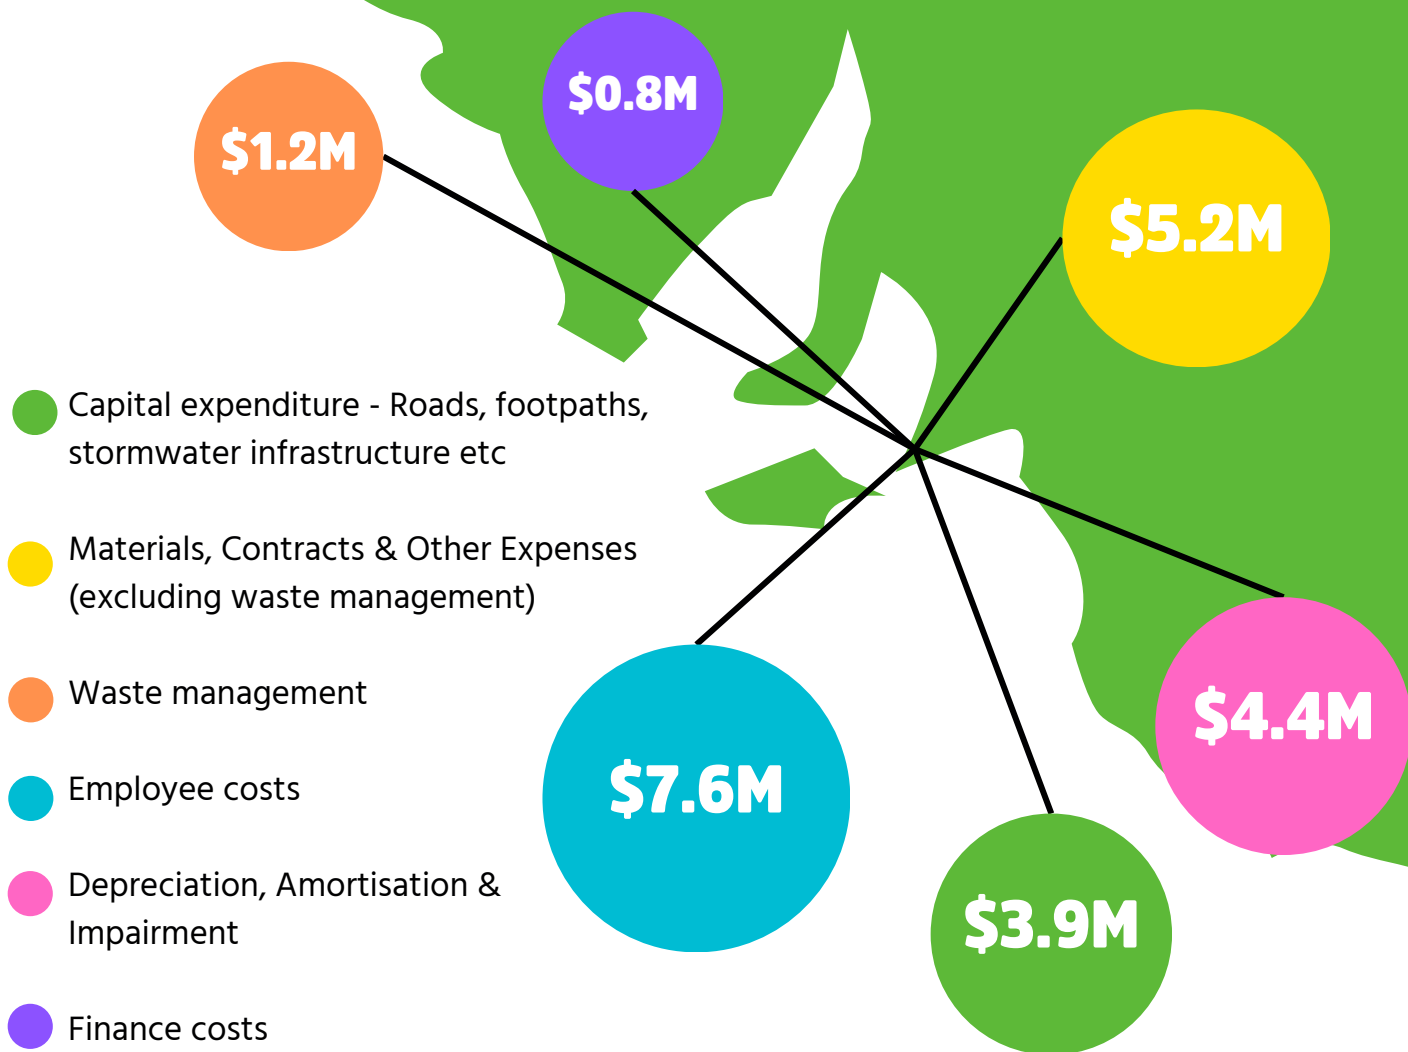 $0.8M
$1.2M
$5.2M
Capital expenditure - Roads, footpaths,
stormwater infrastructure etc
Materials, Contracts & Other Expenses
(excluding waste management)
Waste management
Employee costs
Depreciation, Amortisation &
Impairment
Finance costs
$4.4M
$7.6M
$3.9M